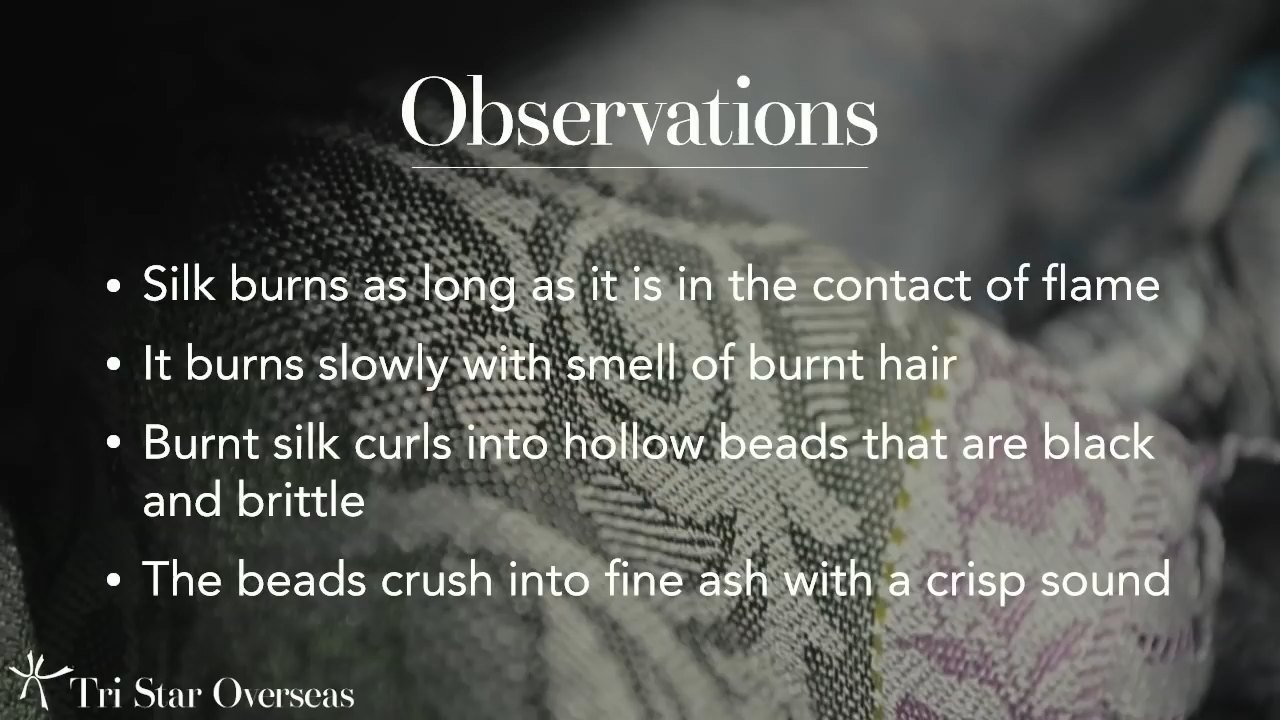 Observations
• Silk burns as long as it is in the contact of flame
• It burns slowly with smell of burnt hair
• Burnt silk curls into hollow beads that are black
and brittle
• The beads crush into fine ash with a crisp sound
Tri Star Overseas